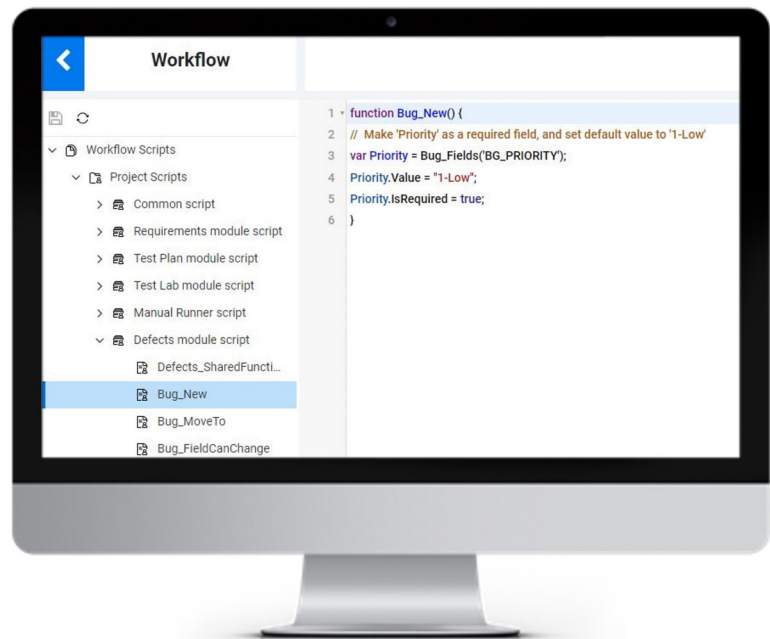 Workflow
Workflow Scripts
Project Scripts
Common script
Requirements module script
Test Plan module script
Test Lab module script
Manual Runner script
Defects module script
Defects_SharedFuncti...
Bug_New
Bug_MoveTo
Bug_FieldCanChange
1 function Bug_New() {
2 // Make 'Priority' as a required field, and set default value to '1-Low'
3 var Priority = Bug_Fields('BG_PRIORITY');
4 Priority.Value = "1-Low";
5 Priority.IsRequired = true;
6 }